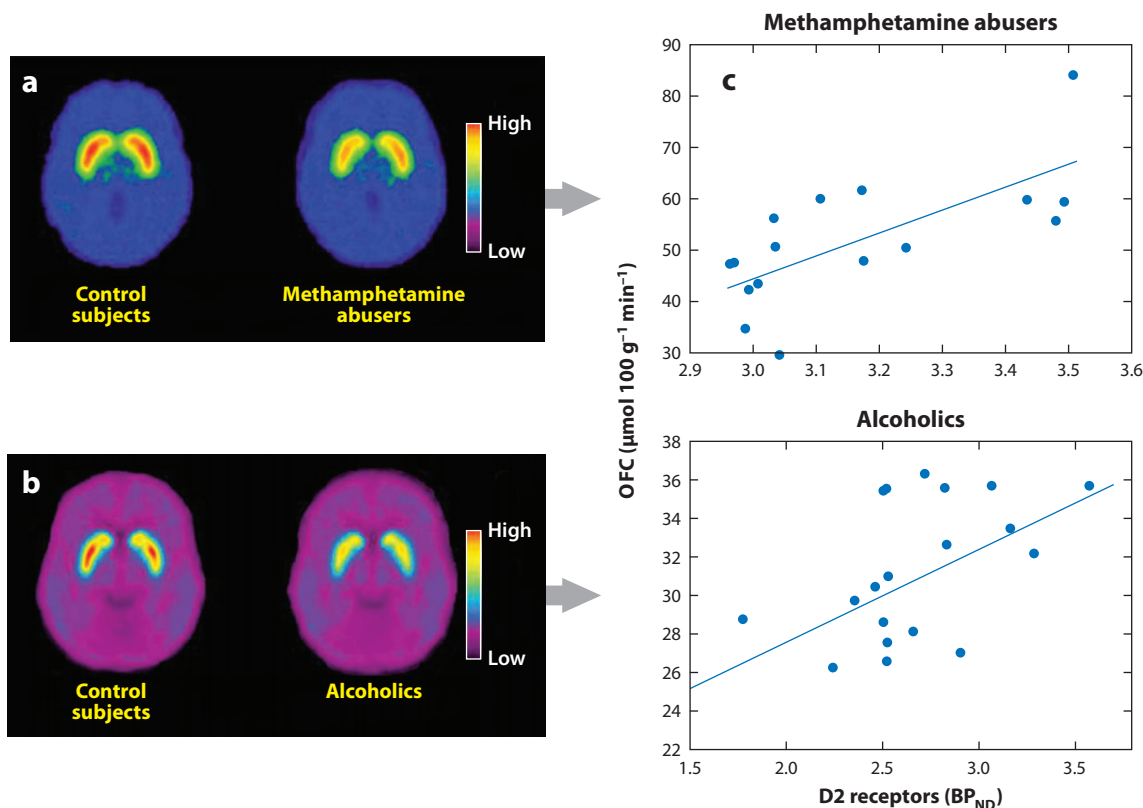 a
High
Low
Control
subjects
Methamphetamine
abusers
b
High
Low
Control
subjects
Alcoholics
Methamphetamine abusers
c
90
80
70
60
50
40
30
2.9
3.0
3.1
3.2
3.3
3.4
3.5
3.6
OFC (µmol 100 g⁻¹ min⁻¹)
Alcoholics
38
36
34
32
30
28
26
24
22
1.5
2.0
2.5
3.0
3.5
D2 receptors (BP_ND)